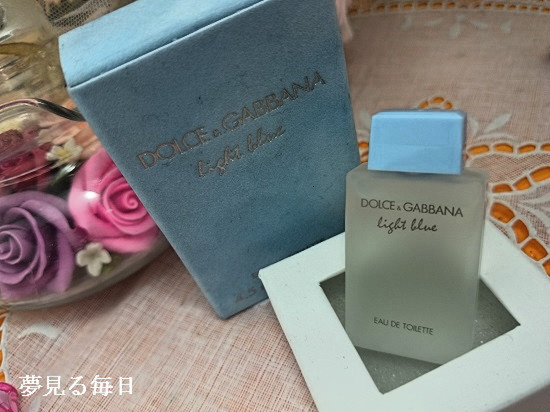 DOLCE & GABBANA
light blue
DOLCE & GABBANA
light blue
EAU DE TOILETTE
夢見る毎日